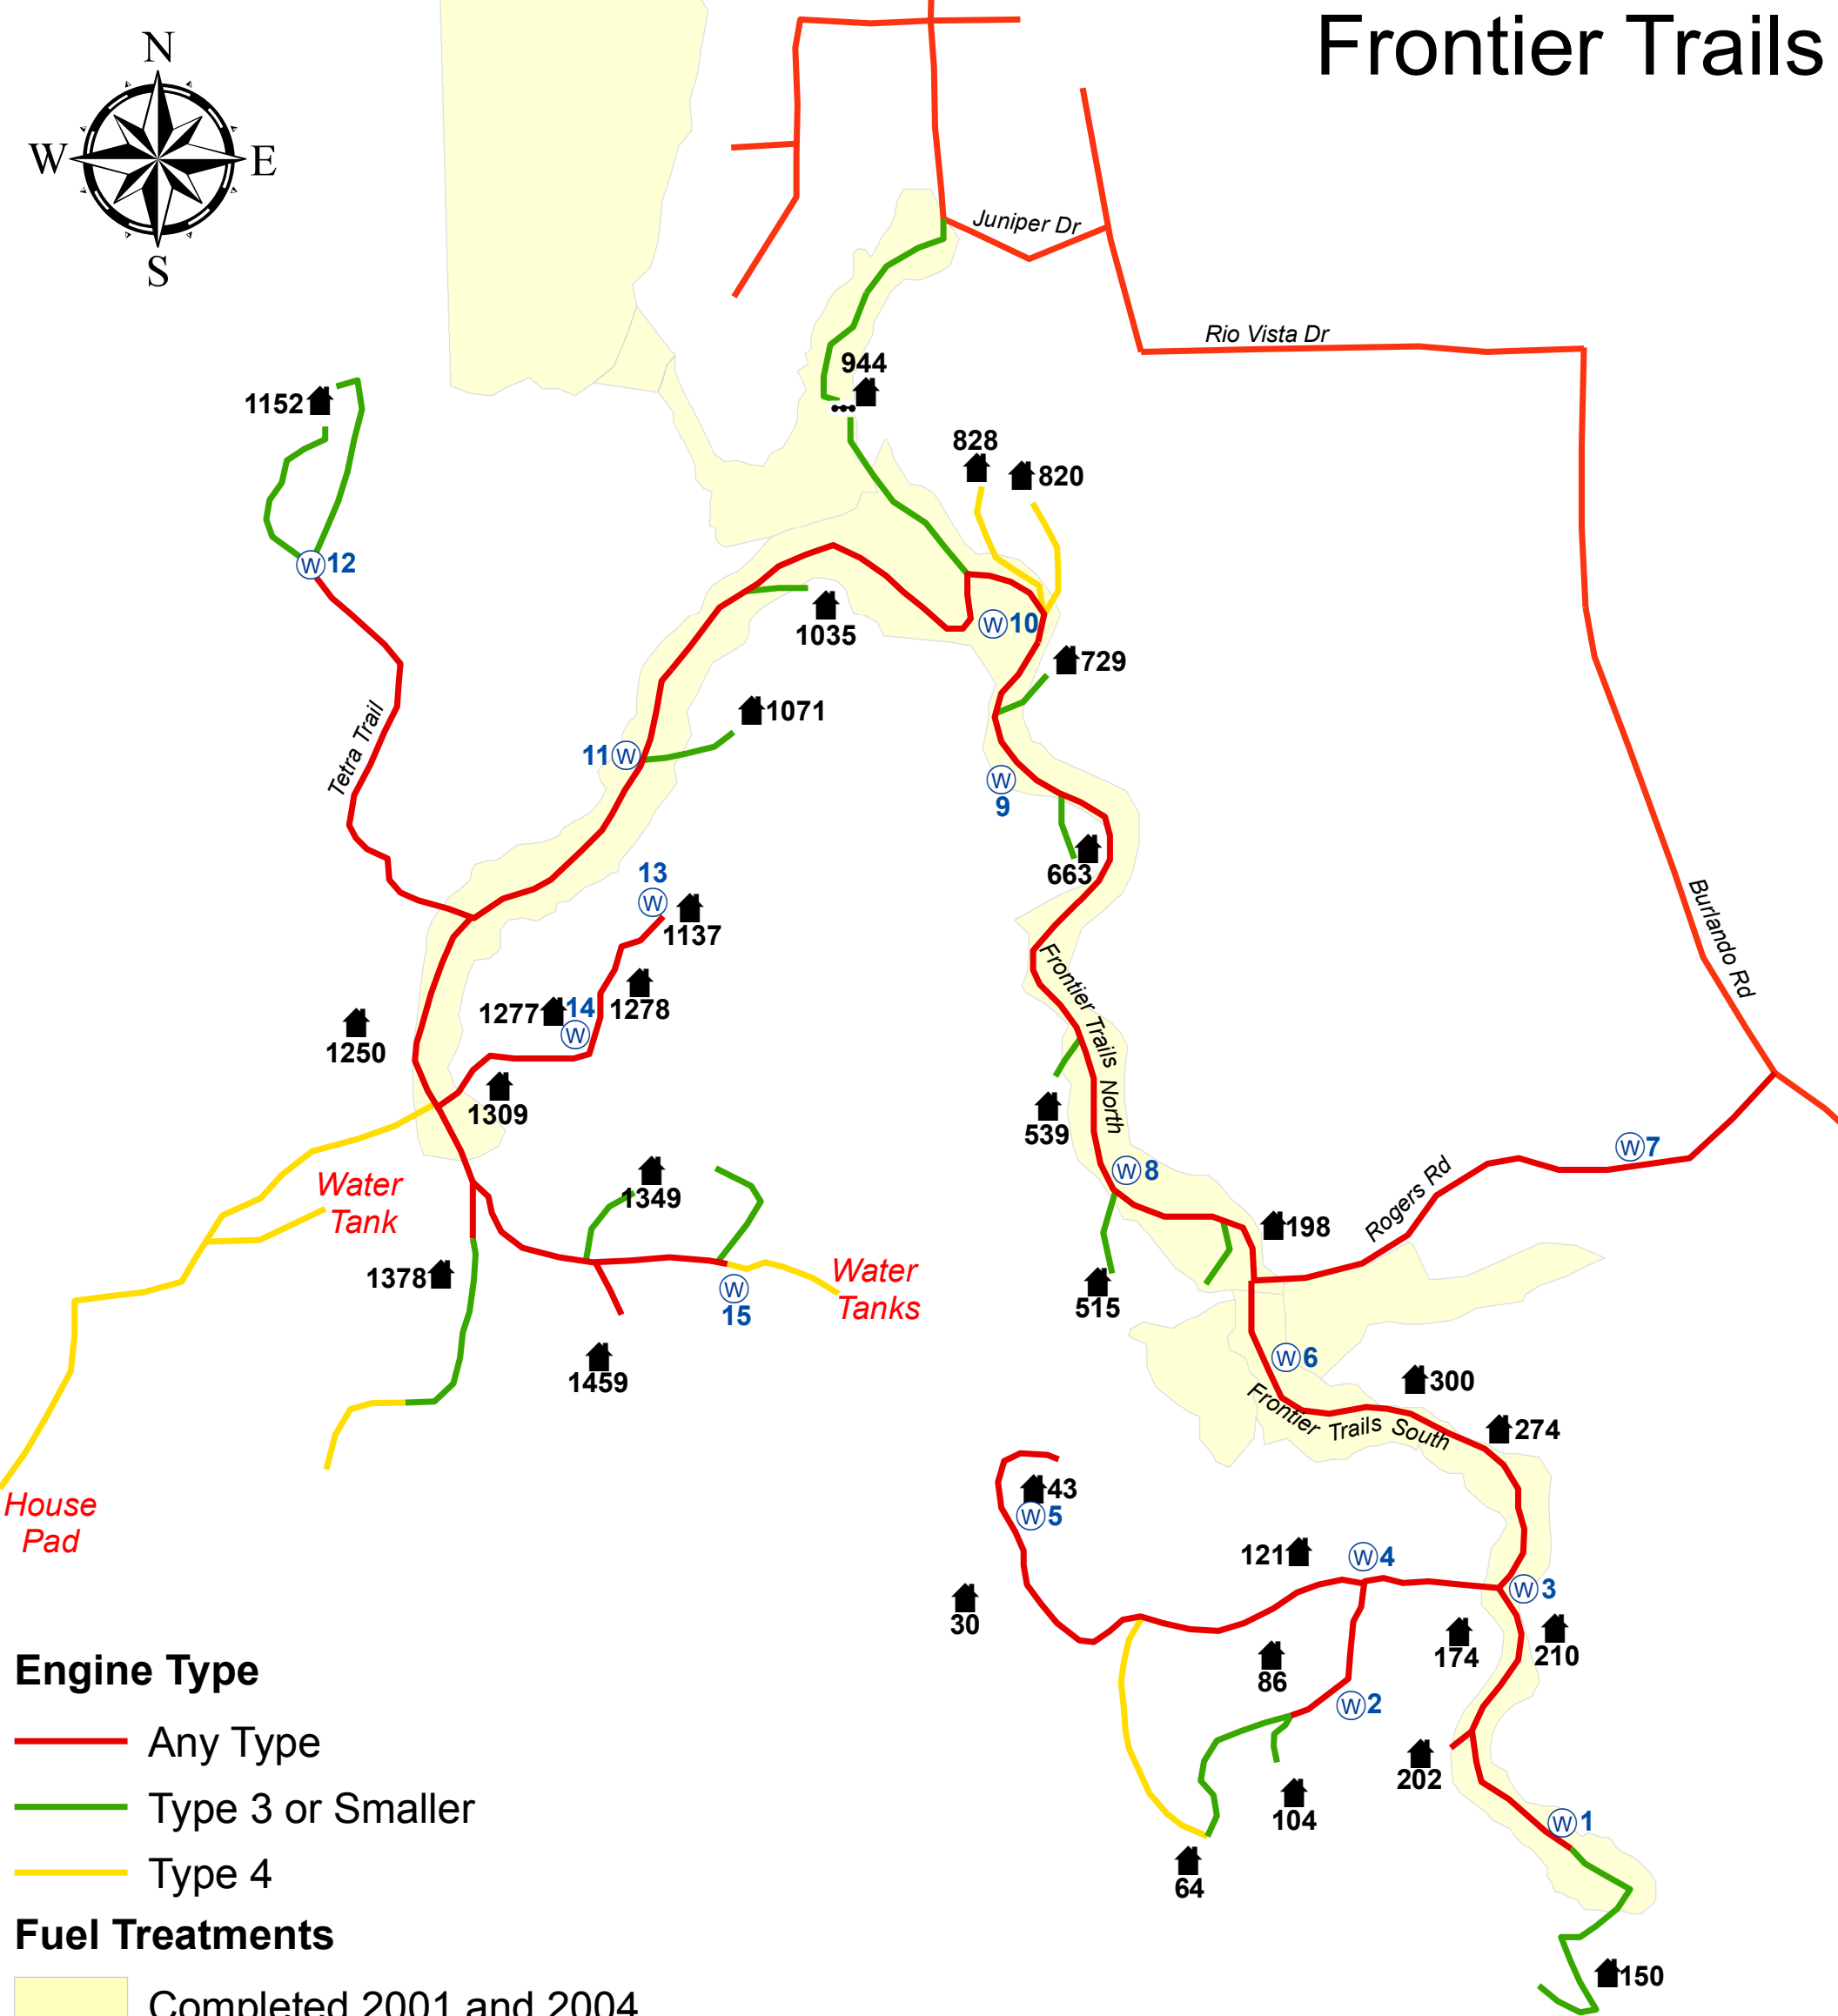 Frontier Trails
N
W
E
S
Juniper Dr
Rio Vista Dr
944
1152
828
820
W 12
1035
W 10
729
1071
Tetra Trail
11 W
W
9
663
13
W
1137
Burlando Rd
1277
14
W
1278
1250
Frontier Trails North
1309
539
W 7
W 8
Rogers Rd
Water
Tank
1349
198
1378
Water
Tanks
W
15
515
1459
W 6
300
Frontier Trails South
274
43
W 5
House
Pad
121
W 4
W 3
30
174
210
86
W 2
202
104
W 1
64
150
Engine Type
Any Type
Type 3 or Smaller
Type 4
Fuel Treatments
Completed 2001 and 2004